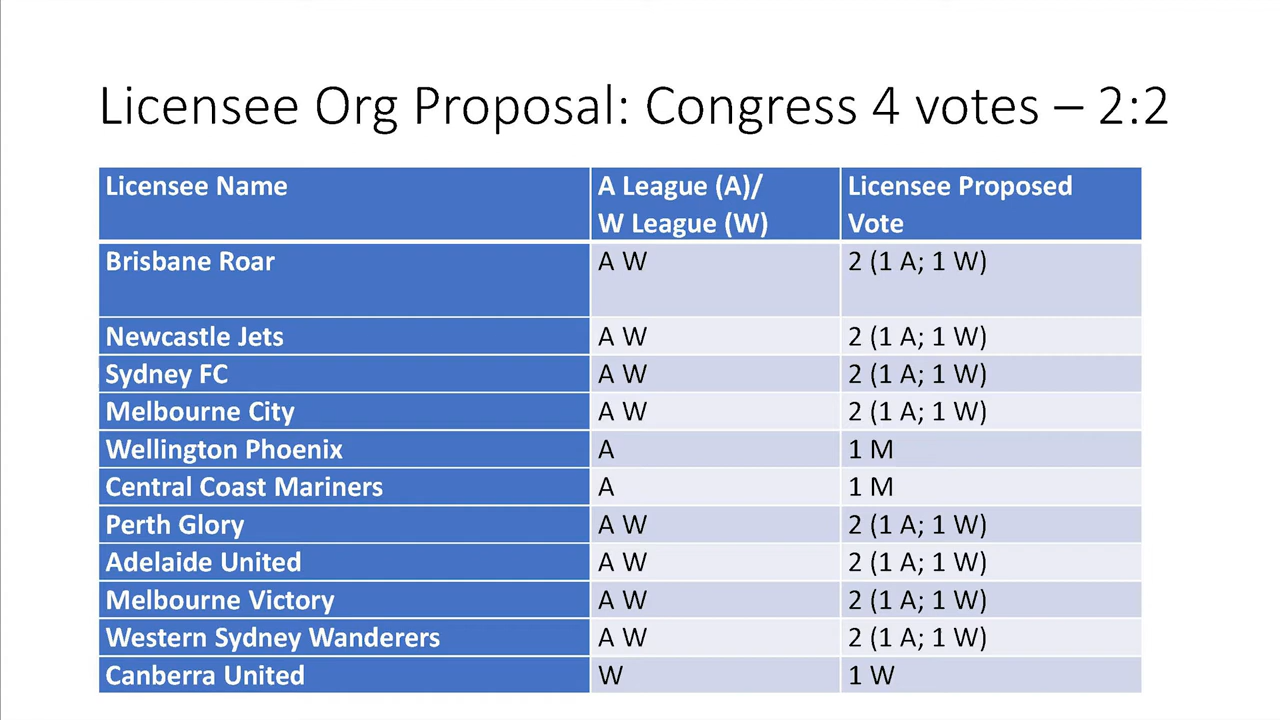 Licensee Org Proposal: Congress 4 votes – 2:2
Licensee Name A League (A)/ Licensee Proposed
W League (W) Vote
Brisbane Roar A W 2 (1 A; 1 W)
Newcastle Jets A W 2 (1 A; 1 W)
Sydney FC A W 2 (1 A; 1 W)
Melbourne City A W 2 (1 A; 1 W)
Wellington Phoenix A 1 M
Central Coast Mariners A 1 M
Perth Glory A W 2 (1 A; 1 W)
Adelaide United A W 2 (1 A; 1 W)
Melbourne Victory A W 2 (1 A; 1 W)
Western Sydney Wanderers A W 2 (1 A; 1 W)
Canberra United W 1 W